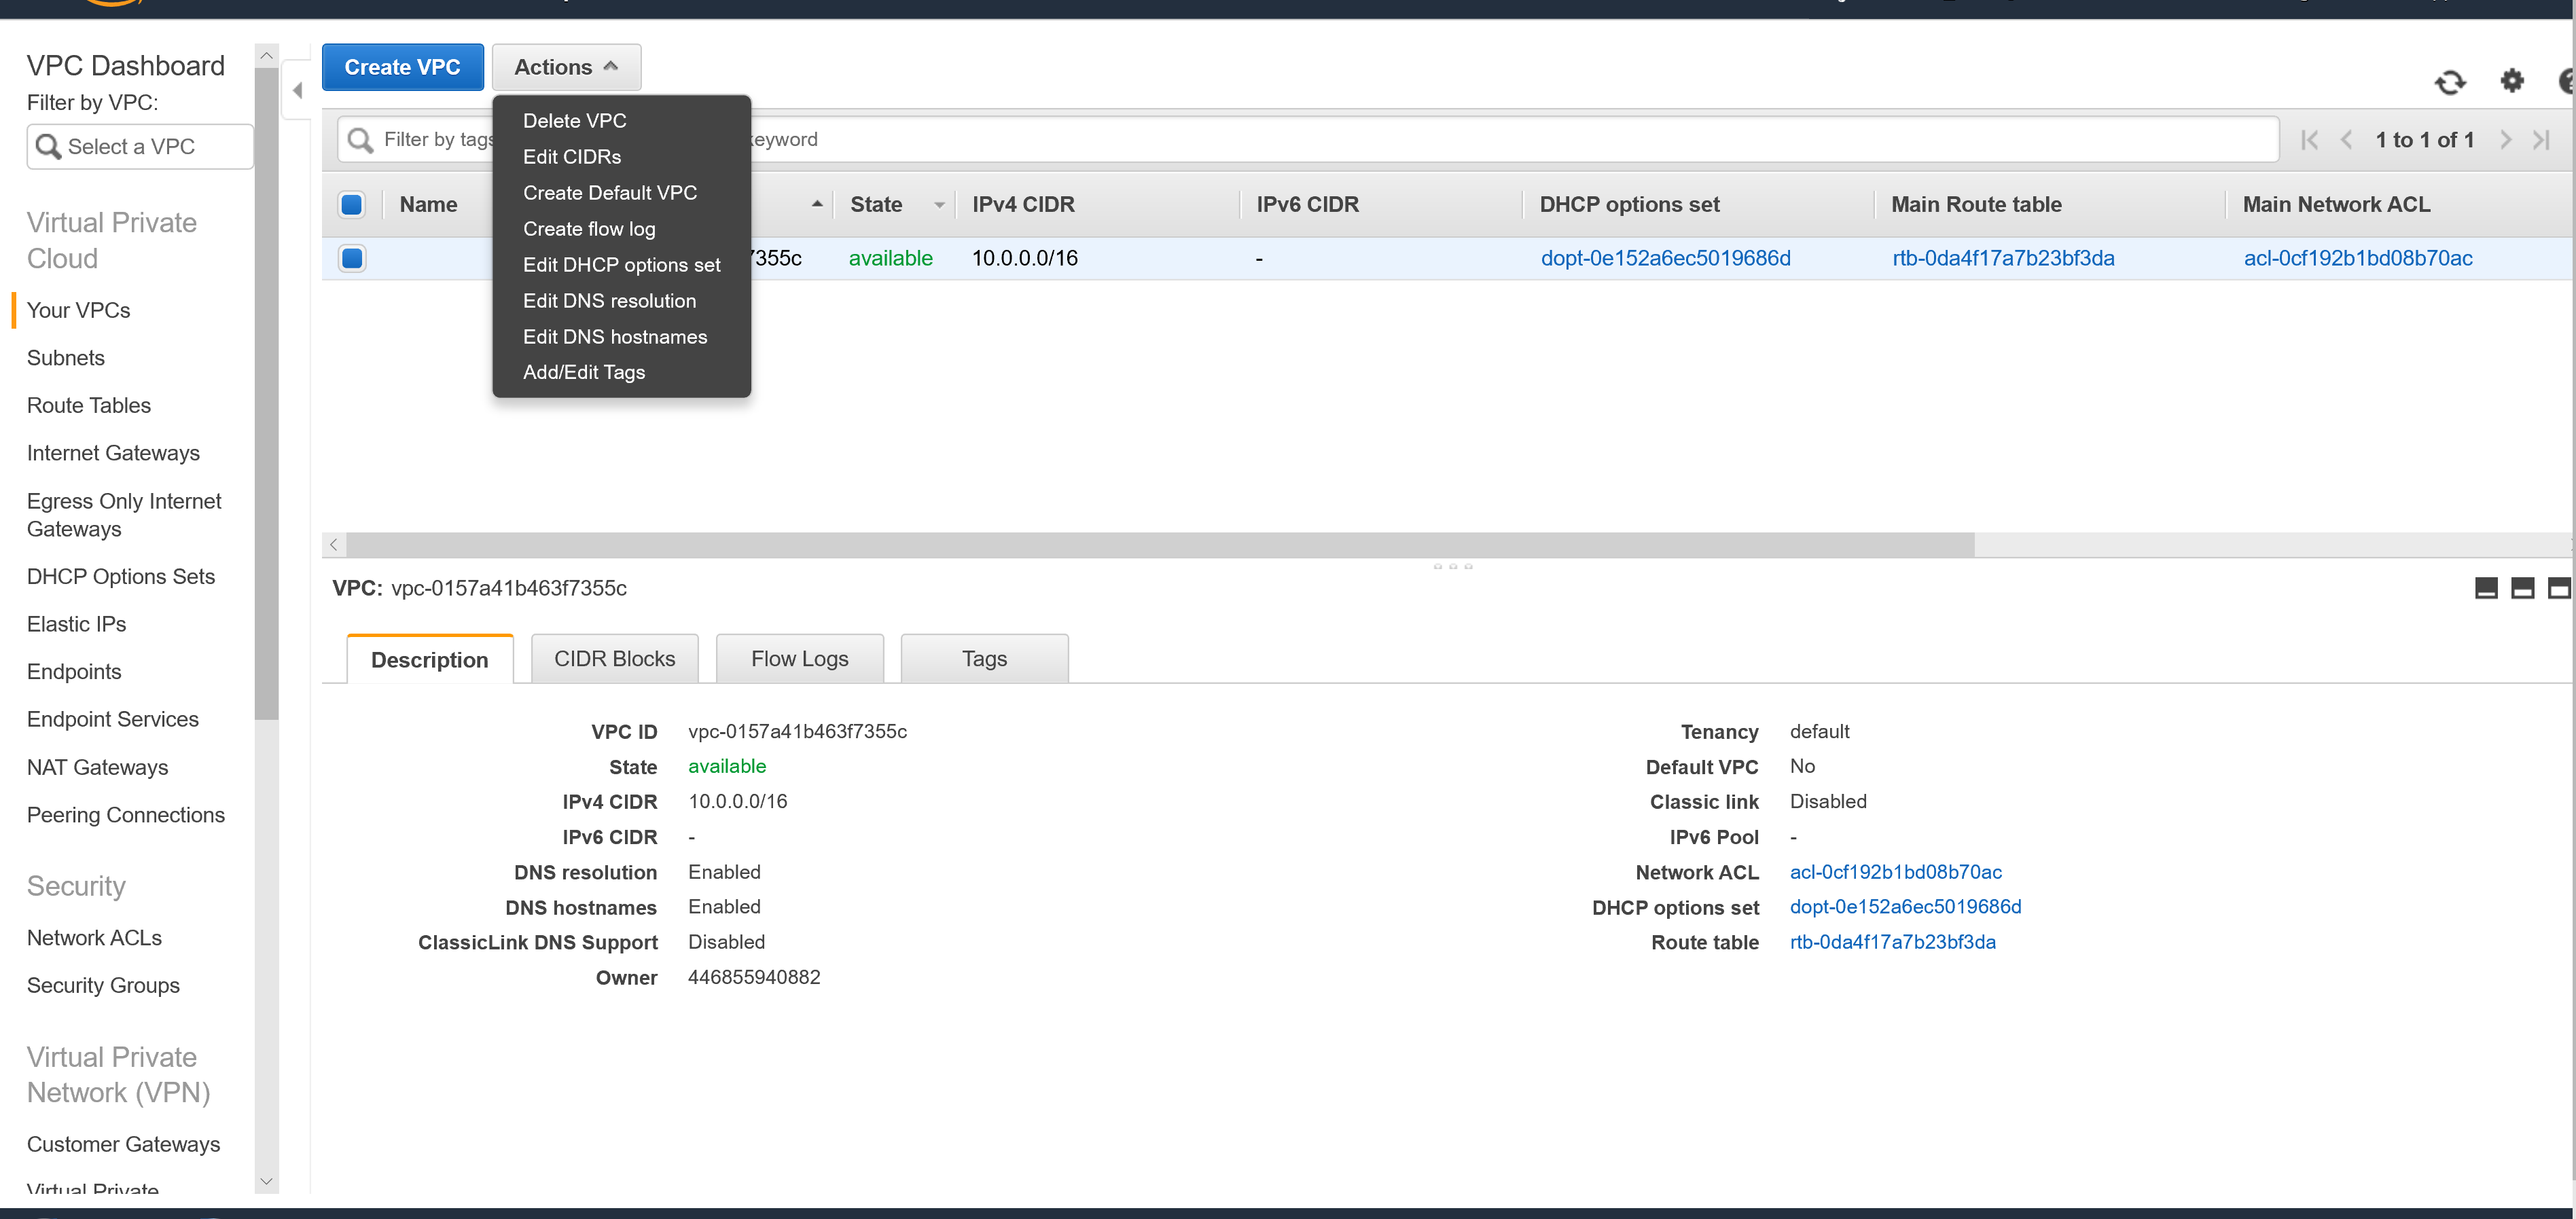 VPC Dashboard
Filter by VPC:
Select a VPC
Virtual Private
Cloud
Your VPCs
Subnets
Route Tables
Internet Gateways
Egress Only Internet
Gateways
DHCP Options Sets
Elastic IPs
Endpoints
Endpoint Services
NAT Gateways
Peering Connections
Security
Network ACLs
Security Groups
Virtual Private
Network (VPN)
Customer Gateways
Virtual Private
Create VPC Actions
Delete VPC
Edit CIDRs
Create Default VPC
Create flow log
Edit DHCP options set
Edit DNS resolution
Edit DNS hostnames
Add/Edit Tags
Filter by tags eyword 1 to 1 of 1
Name State IPv4 CIDR IPv6 CIDR DHCP options set Main Route table Main Network ACL
7355c available 10.0.0.0/16 - dopt-0e152a6ec5019686d rtb-0da4f17a7b23bf3da acl-0cf192b1bd08b70ac
VPC: vpc-0157a41b463f7355c
Description CIDR Blocks Flow Logs Tags
VPC ID vpc-0157a41b463f7355c
State available
IPv4 CIDR 10.0.0.0/16
IPv6 CIDR -
DNS resolution Enabled
DNS hostnames Enabled
ClassicLink DNS Support Disabled
Owner 446855940882
Tenancy default
Default VPC No
Classic link Disabled
IPv6 Pool -
Network ACL acl-0cf192b1bd08b70ac
DHCP options set dopt-0e152a6ec5019686d
Route table rtb-0da4f17a7b23bf3da